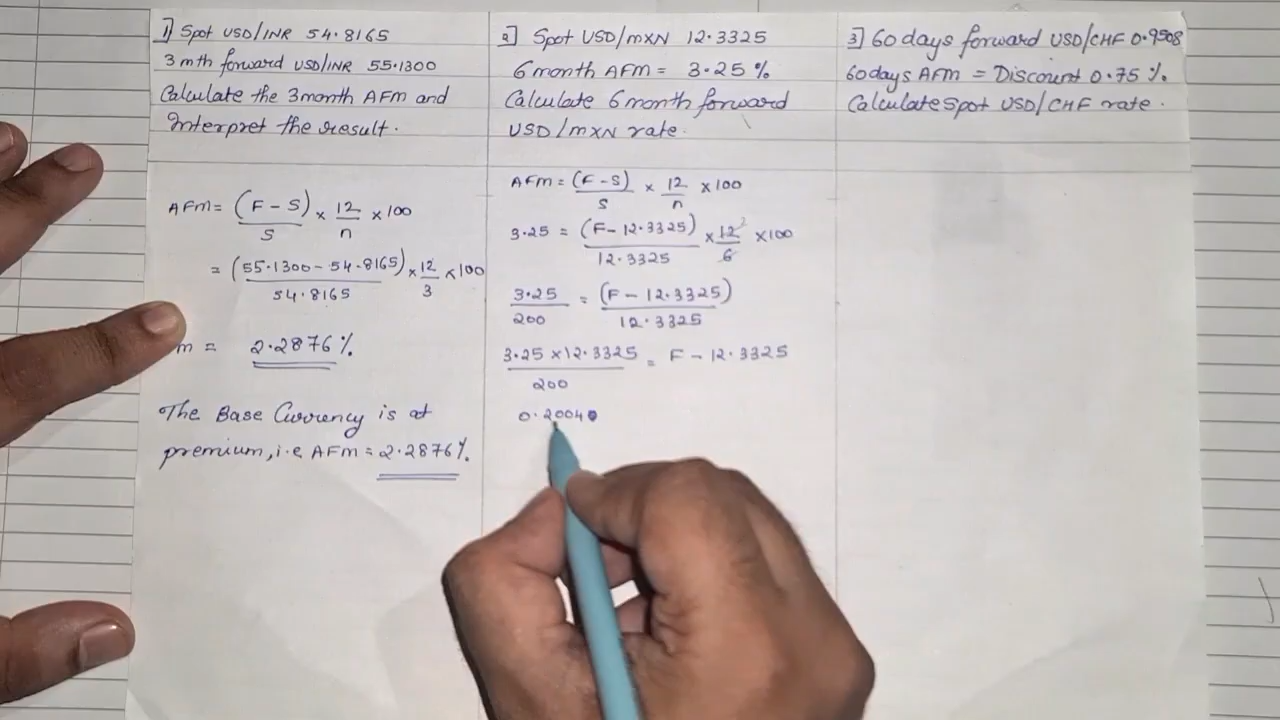 1] Spot USD/INR 54.8165
3 mth forward USD/INR 55.1300
Calculate the 3month AFM and
Interpret the result.
AFM = (F - S)/S × 12/n × 100
= (55.1300 - 54.8165)/54.8165 × 12/3 × 100
m = 2.2876 %
The Base Currency is at
premium, i.e AFM = 2.2876 %.
2] Spot USD/MXN 12.3325
6 month AFM = 3.25 %
Calculate 6 month forward
USD/MXN rate.
AFM = (F - S)/S × 12/n × 100
3.25 = (F - 12.3325)/12.3325 × 12/6 2 × 100
3.25/200 = (F - 12.3325)/12.3325
3.25 × 12.3325/200 = F - 12.3325
0.2004
3] 60 days forward USD/CHF 0.9508
60 days AFM = Discount 0.75 %.
Calculate Spot USD/CHF rate.